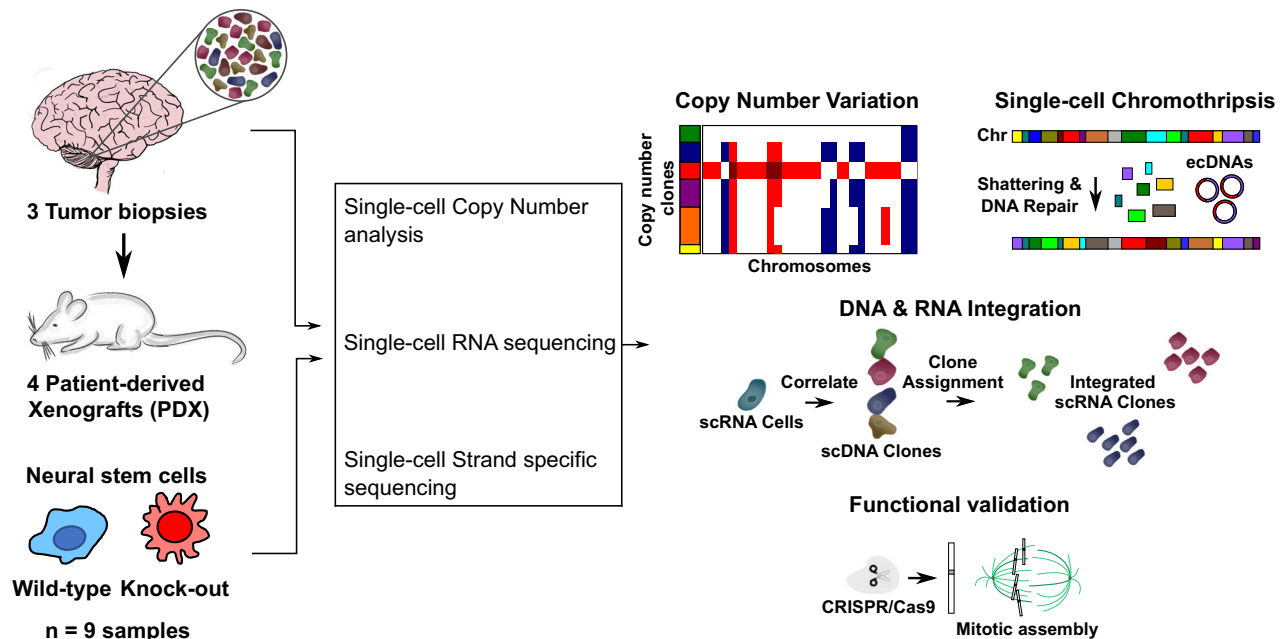 3 Tumor biopsies
4 Patient-derived
Xenografts (PDX)
Neural stem cells
Wild-type Knock-out
n = 9 samples
Single-cell Copy Number
analysis
Single-cell RNA sequencing
Single-cell Strand specific
sequencing
Copy Number Variation
Copy number
clones
Chromosomes
Single-cell Chromothripsis
Chr
ecDNAs
Shattering &
DNA Repair
DNA & RNA Integration
scRNA Cells
Correlate
scDNA Clones
Clone
Assignment
Integrated
scRNA Clones
Functional validation
CRISPR/Cas9
Mitotic assembly